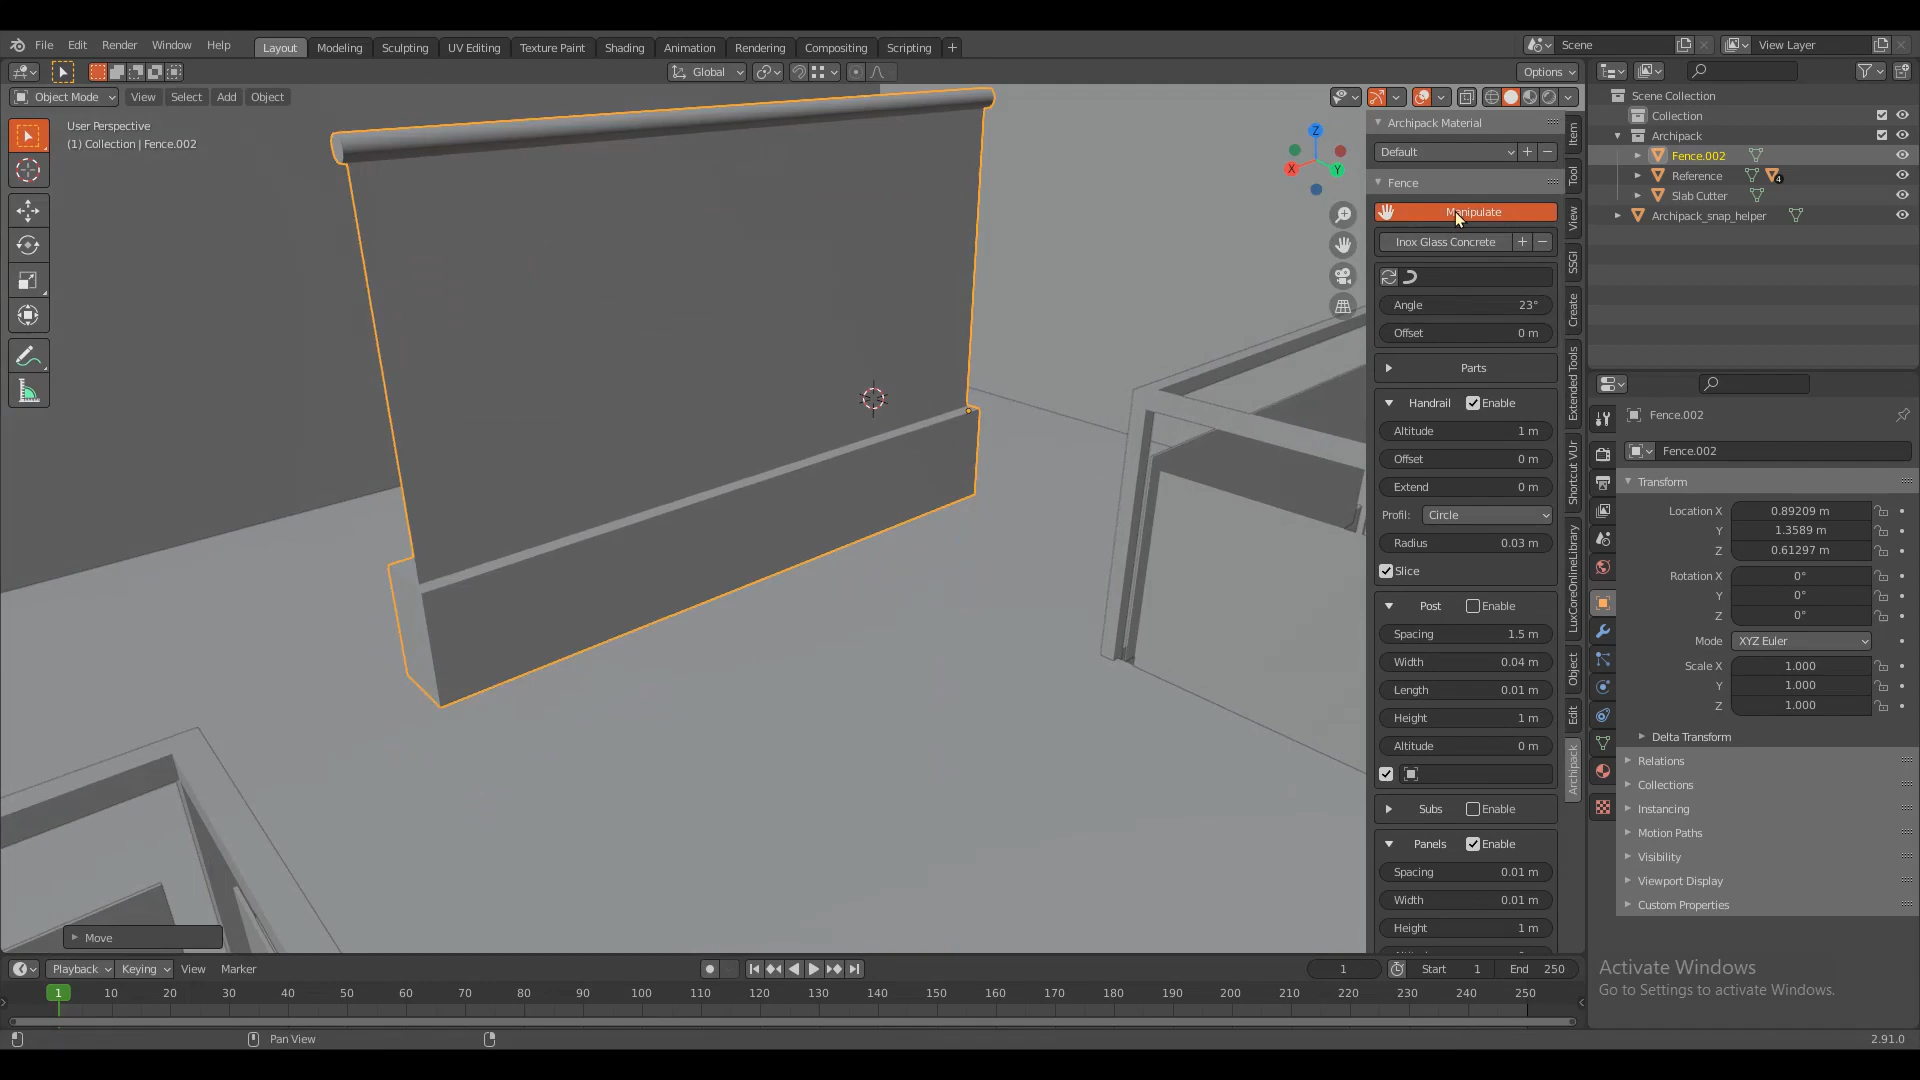 File Edit Render Window Help Layout Modeling Sculpting UV Editing Texture Paint Shading Animation Rendering Compositing Scripting + Scene View Layer
Global Options
Object Mode View Select Add Object
User Perspective
(1) Collection | Fence.002
Z
X
Y
Archipack Material
Default
Fence
Manipulate
Inox Glass Concrete
Angle 23°
Offset 0 m
Parts
Handrail Enable
Altitude 1 m
Offset 0 m
Extend 0 m
Profil: Circle
Radius 0.03 m
Slice
Post Enable
Spacing 1.5 m
Width 0.04 m
Length 0.01 m
Height 1 m
Altitude 0 m
Subs Enable
Panels Enable
Spacing 0.01 m
Width 0.01 m
Height 1 m
Item
Tool
View
SSGI
Create
Extended Tools
Shortcut VUr
LuxCoreOnlineLibrary
Object
Edit
Archipack
Scene Collection
Collection
Archipack
Fence.002
Reference 4
Slab Cutter
Archipack_snap_helper
Fence.002
Fence.002
Transform
Location X 0.89209 m
Y 1.3589 m
Z 0.61297 m
Rotation X 0°
Y 0°
Z 0°
Mode XYZ Euler
Scale X 1.000
Y 1.000
Z 1.000
Delta Transform
Relations
Collections
Instancing
Motion Paths
Visibility
Viewport Display
Custom Properties
Move
Playback Keying View Marker 1 Start 1 End 250
1 10 20 30 40 50 60 70 80 90 100 110 120 130 140 150 160 170 180 190 200 210 220 230 240 250
Activate Windows
Go to Settings to activate Windows.
Pan View 2.91.0